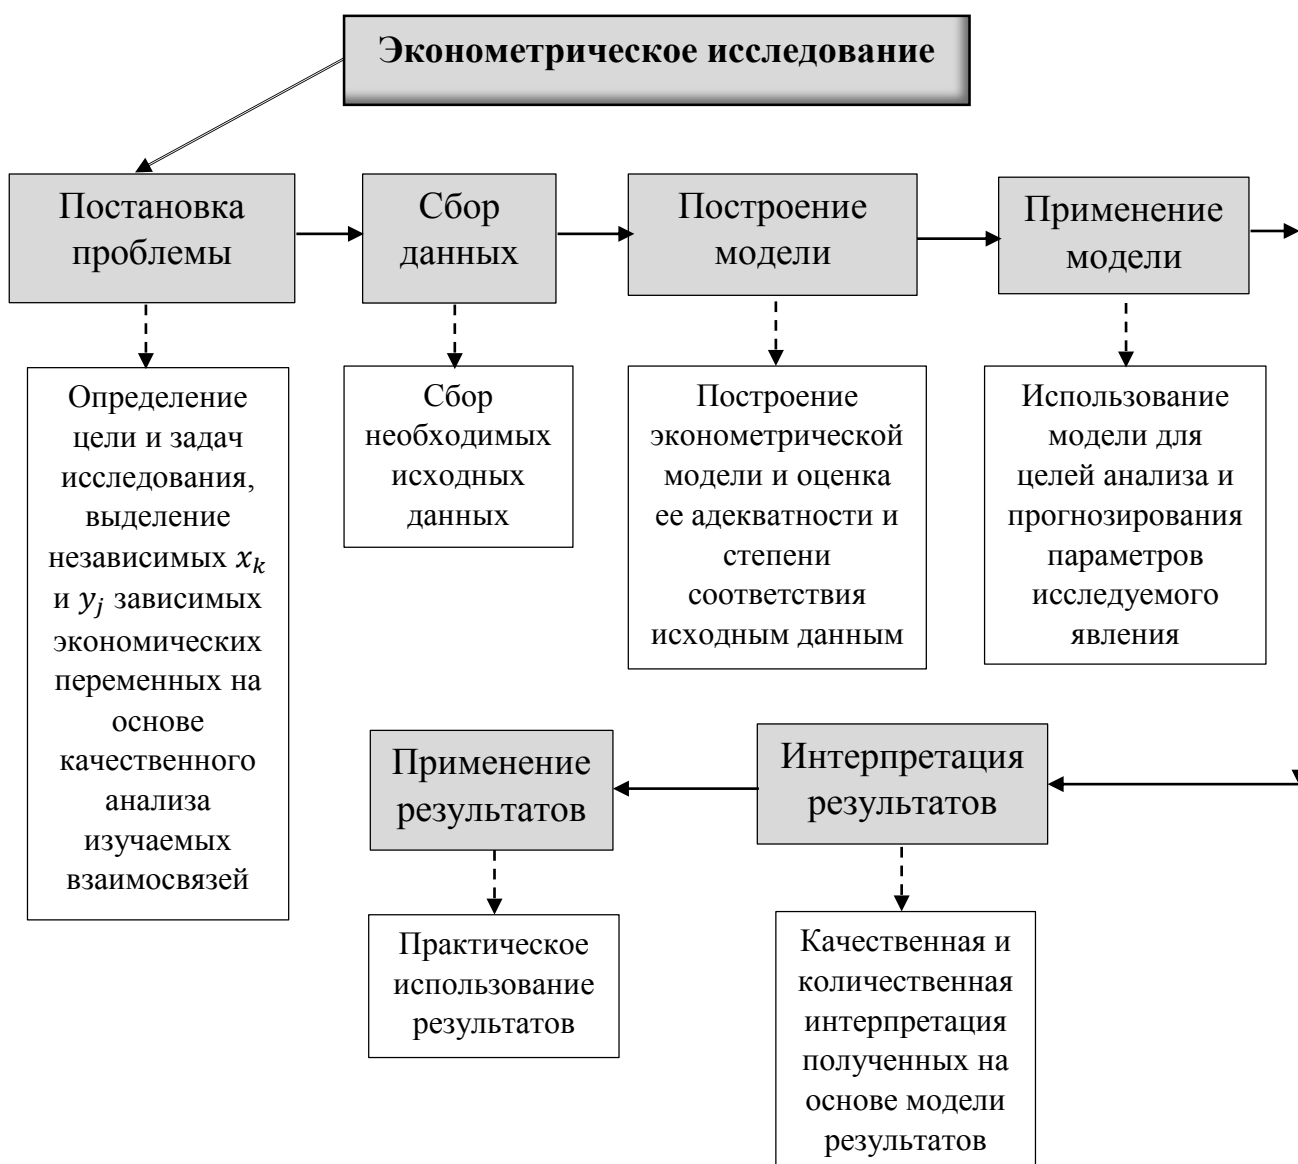 Эконометрическое исследование
Постановка
проблемы
Сбор
данных
Построение
модели
Применение
модели
Определение
цели и задач
исследования,
выделение
независимых x_k
и y_j зависимых
экономических
переменных на
основе
качественного
анализа
изучаемых
взаимосвязей
Сбор
необходимых
исходных
данных
Построение
эконометрической
модели и оценка
ее адекватности и
степени
соответствия
исходным данным
Использование
модели для
целей анализа и
прогнозирования
параметров
исследуемого
явления
Интерпретация
результатов
Применение
результатов
Качественная и
количественная
интерпретация
полученных на
основе модели
результатов
Практическое
использование
результатов